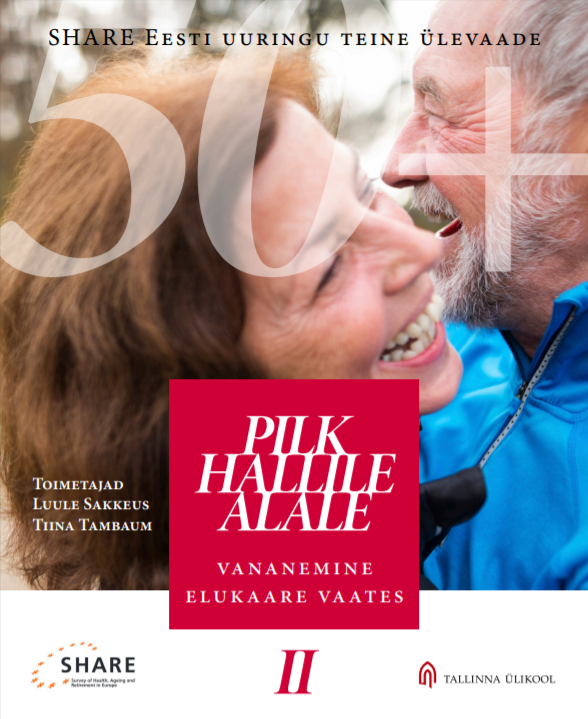 SHARE EESTI UURINGU TEINE ÜLEVAADE
50+
PILK
HALLILE
ALALE
VANANEMINE
ELUKAARE VAATES
TOIMETAJAD
LUULE SAKKEUS
TIINA TAMBAUM
II
SHARE
Survey of Health, Ageing and
Retirement in Europe
TALLINNA ÜLIKOOL